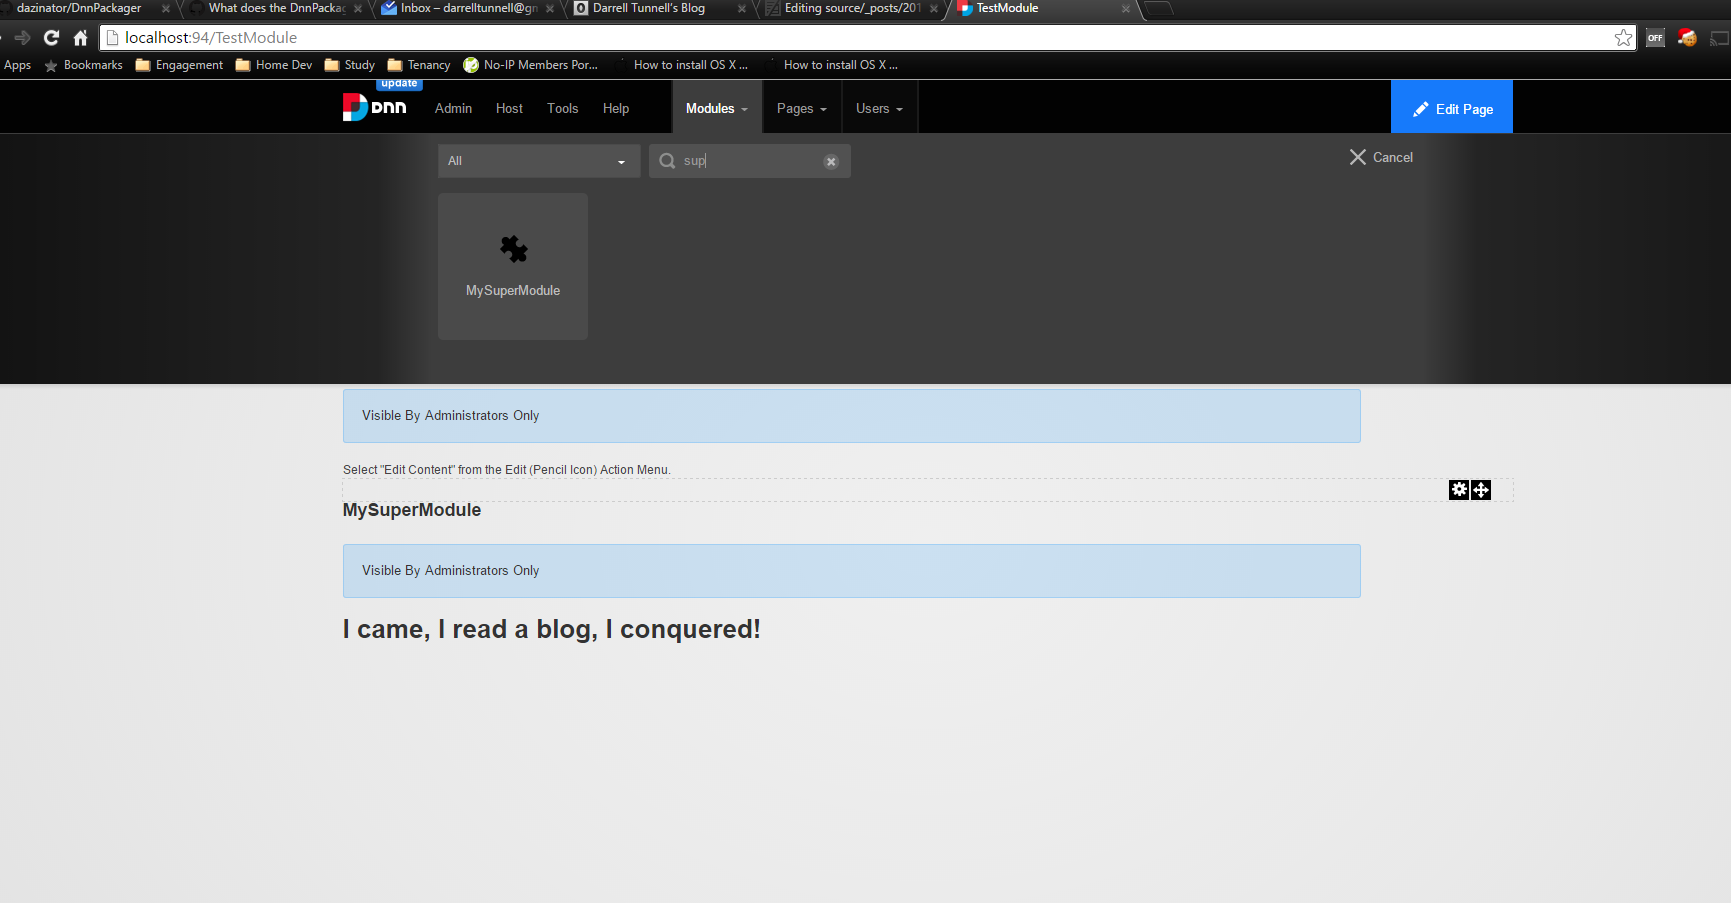 dazinator/DnnPackager
What does the DnnPackag
Inbox – darrelltunnell@gm
Darrell Tunnell's Blog
Editing source/_posts/201
TestModule
localhost:94/TestModule
OFF
Apps
Bookmarks
Engagement
Home Dev
Study
Tenancy
No-IP Members Por...
How to install OS X ...
How to install OS X ...
update
DNN
Admin
Host
Tools
Help
Modules
Pages
Users
Edit Page
All
sup
Cancel
MySuperModule
Visible By Administrators Only
Select "Edit Content" from the Edit (Pencil Icon) Action Menu.
MySuperModule
Visible By Administrators Only
I came, I read a blog, I conquered!